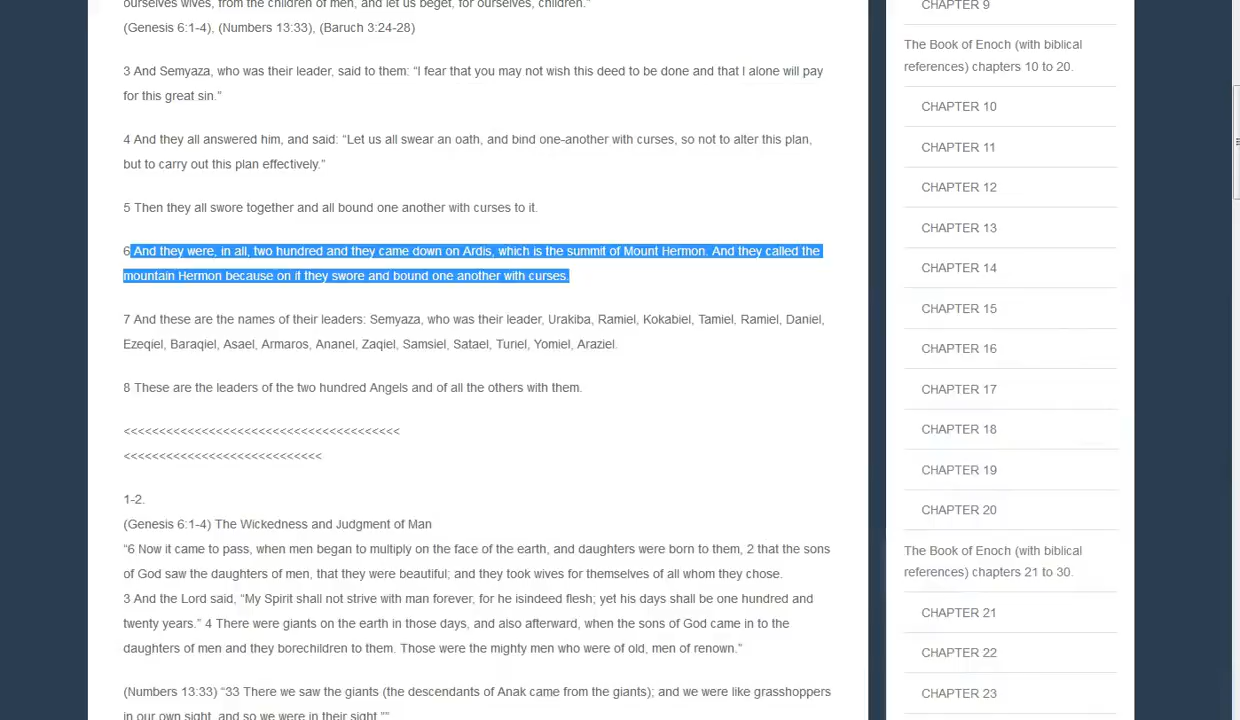 ourselves wives, from the children of men, and let us beget, for ourselves, children.”
(Genesis 6:1-4), (Numbers 13:33), (Baruch 3:24-28)
3 And Semyaza, who was their leader, said to them: “I fear that you may not wish this deed to be done and that I alone will pay
for this great sin.”
4 And they all answered him, and said: “Let us all swear an oath, and bind one-another with curses, so not to alter this plan,
but to carry out this plan effectively.”
5 Then they all swore together and all bound one another with curses to it.
6 And they were, in all, two hundred and they came down on Ardis, which is the summit of Mount Hermon. And they called the
mountain Hermon because on it they swore and bound one another with curses.
7 And these are the names of their leaders: Semyaza, who was their leader, Urakiba, Ramiel, Kokabiel, Tamiel, Ramiel, Daniel,
Ezeqiel, Baraqiel, Asael, Armaros, Ananel, Zaqiel, Samsiel, Satael, Turiel, Yomiel, Araziel.
8 These are the leaders of the two hundred Angels and of all the others with them.
<<<<<<<<<<<<<<<<<<<<<<<<<<<<<<<<<<<<<<<
<<<<<<<<<<<<<<<<<<<<<<<<<<<<
1-2.
(Genesis 6:1-4) The Wickedness and Judgment of Man
“6 Now it came to pass, when men began to multiply on the face of the earth, and daughters were born to them, 2 that the sons
of God saw the daughters of men, that they were beautiful; and they took wives for themselves of all whom they chose.
3 And the Lord said, “My Spirit shall not strive with man forever, for he isindeed flesh; yet his days shall be one hundred and
twenty years.” 4 There were giants on the earth in those days, and also afterward, when the sons of God came in to the
daughters of men and they borechildren to them. Those were the mighty men who were of old, men of renown.”
(Numbers 13:33) “33 There we saw the giants (the descendants of Anak came from the giants); and we were like grasshoppers
in our own sight, and so we were in their sight.””
CHAPTER 9
The Book of Enoch (with biblical
references) chapters 10 to 20.
CHAPTER 10
CHAPTER 11
CHAPTER 12
CHAPTER 13
CHAPTER 14
CHAPTER 15
CHAPTER 16
CHAPTER 17
CHAPTER 18
CHAPTER 19
CHAPTER 20
The Book of Enoch (with biblical
references) chapters 21 to 30.
CHAPTER 21
CHAPTER 22
CHAPTER 23